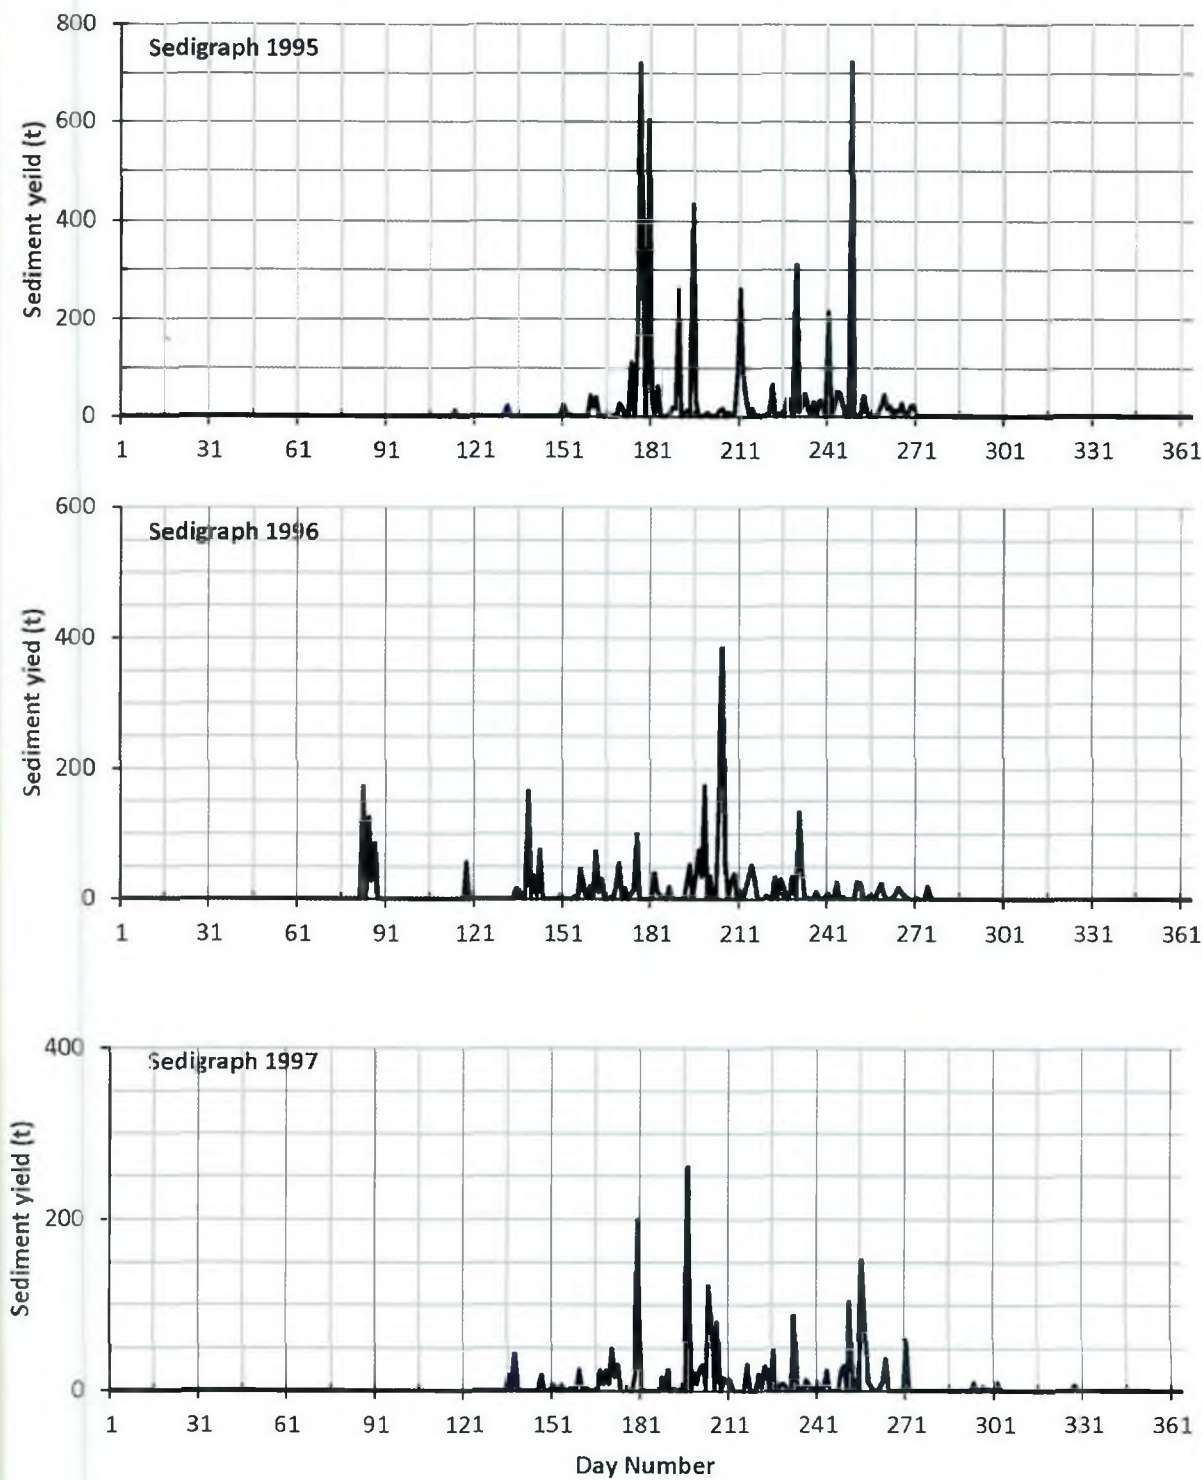 Sedigraph 1995
Sediment yeild (t)
800
600
400
200
0
1 31 61 91 121 151 181 211 241 271 301 331 361
Sedigraph 1996
Sediment yied (t)
600
400
200
0
1 31 61 91 121 151 181 211 241 271 301 331 361
Sedigraph 1997
Sediment yield (t)
400
200
0
1 31 61 91 121 151 181 211 241 271 301 331 361
Day Number